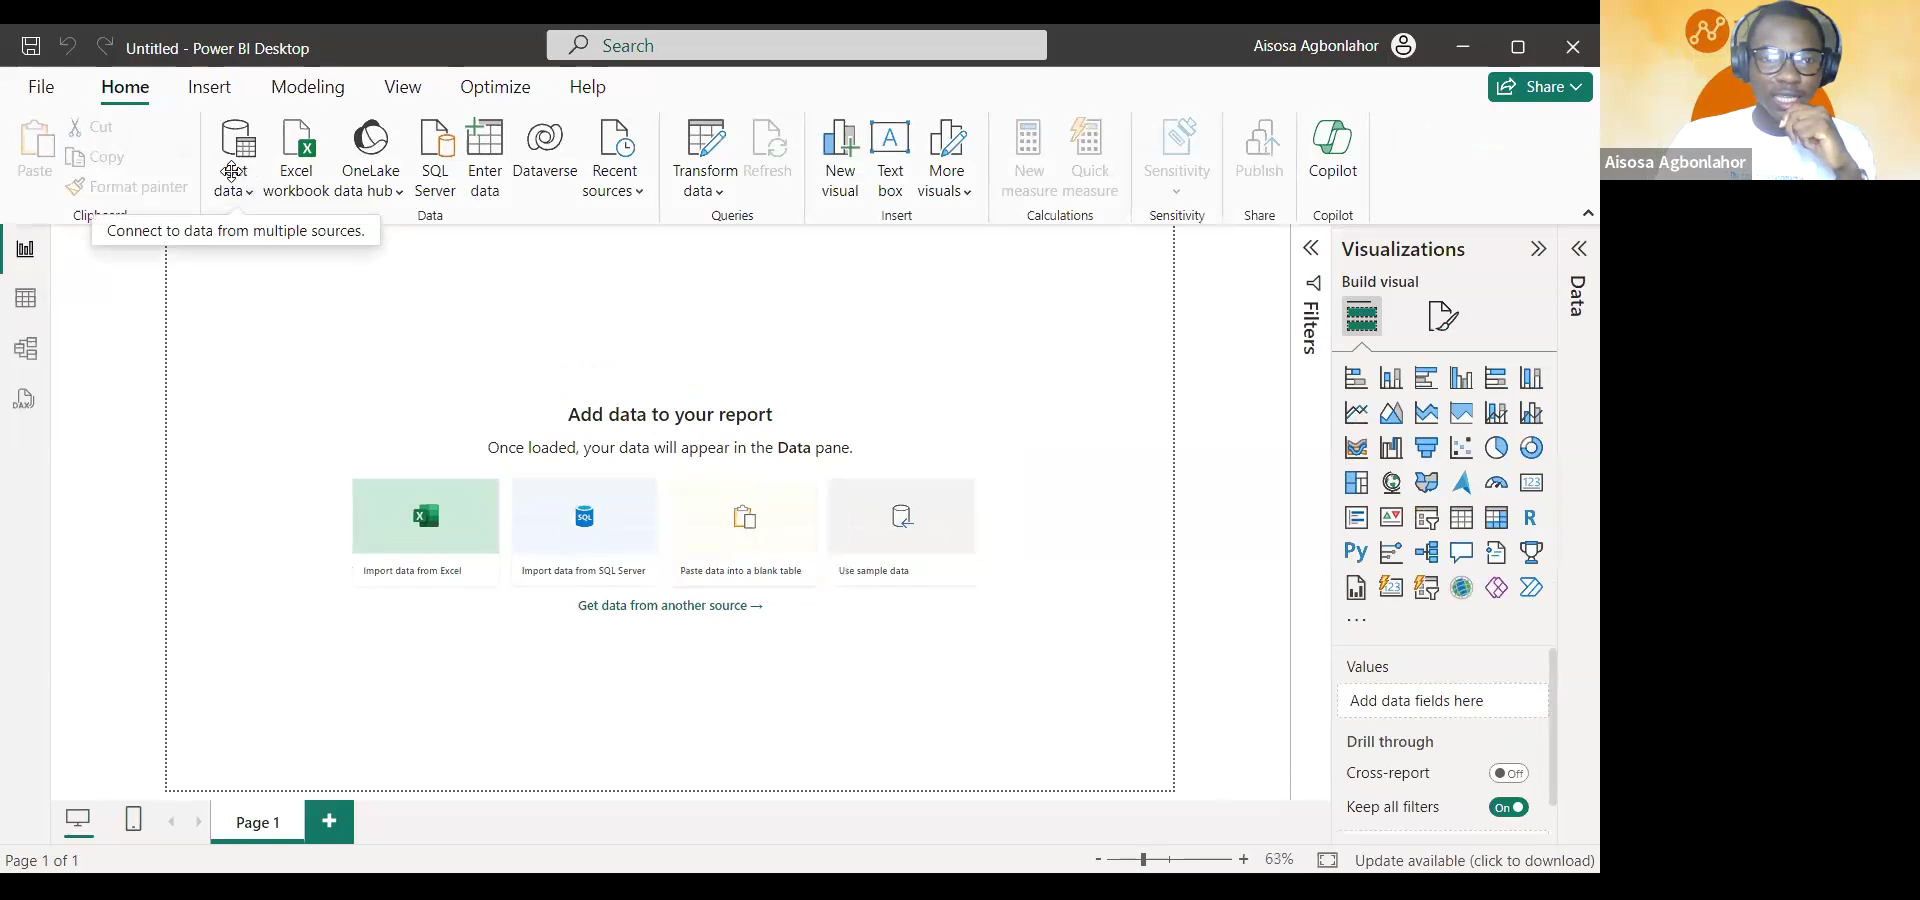 Untitled - Power BI Desktop
Search
Aisosa Agbonlahor
File
Home
Insert
Modeling
View
Optimize
Help
Share
Paste
Cut
Copy
Format painter
data
Excel
workbook
OneLake
data hub
SQL
Server
Enter
data
Dataverse
Recent
sources
Transform
data
Refresh
New
visual
A
Text
box
More
visuals
New
measure
Quick
measure
Sensitivity
Publish
Copilot
Data
Queries
Insert
Calculations
Sensitivity
Share
Copilot
Connect to data from multiple sources.
Aisosa Agbonlahor
DAX
Add data to your report
Once loaded, your data will appear in the Data pane.
X
SQL
Import data from Excel
Import data from SQL Server
Paste data into a blank table
Use sample data
Get data from another source →
Filters
Visualizations
Build visual
123
R
Py
123
...
Values
Add data fields here
Drill through
Cross-report
Off
Keep all filters
On
Data
Page 1
+
Page 1 of 1
- + 63%
Update available (click to download)